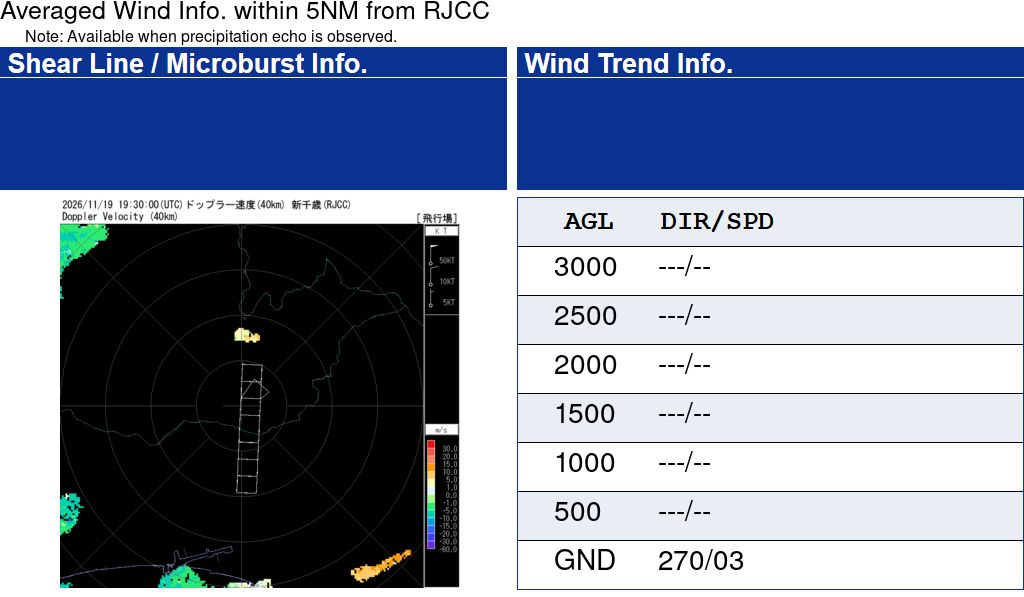 Averaged Wind Info. within 5NM from RJCC
Note: Available when precipitation echo is observed.
Shear Line / Microburst Info.
Wind Trend Info.
2026/11/19 19:30:00(UTC) ドップラー速度(40km) 新千歳(RJCC)
Doppler Velocity (40km)
[飛行場]
KT
50KT
10KT
5KT
m/s
30.0
20.0
15.0
10.0
5.0
1.0
0.0
-1.0
-5.0
-10.0
-15.0
-20.0
-30.0
-60.0
AGL DIR/SPD
3000 ---/--
2500 ---/--
2000 ---/--
1500 ---/--
1000 ---/--
500 ---/--
GND 270/03